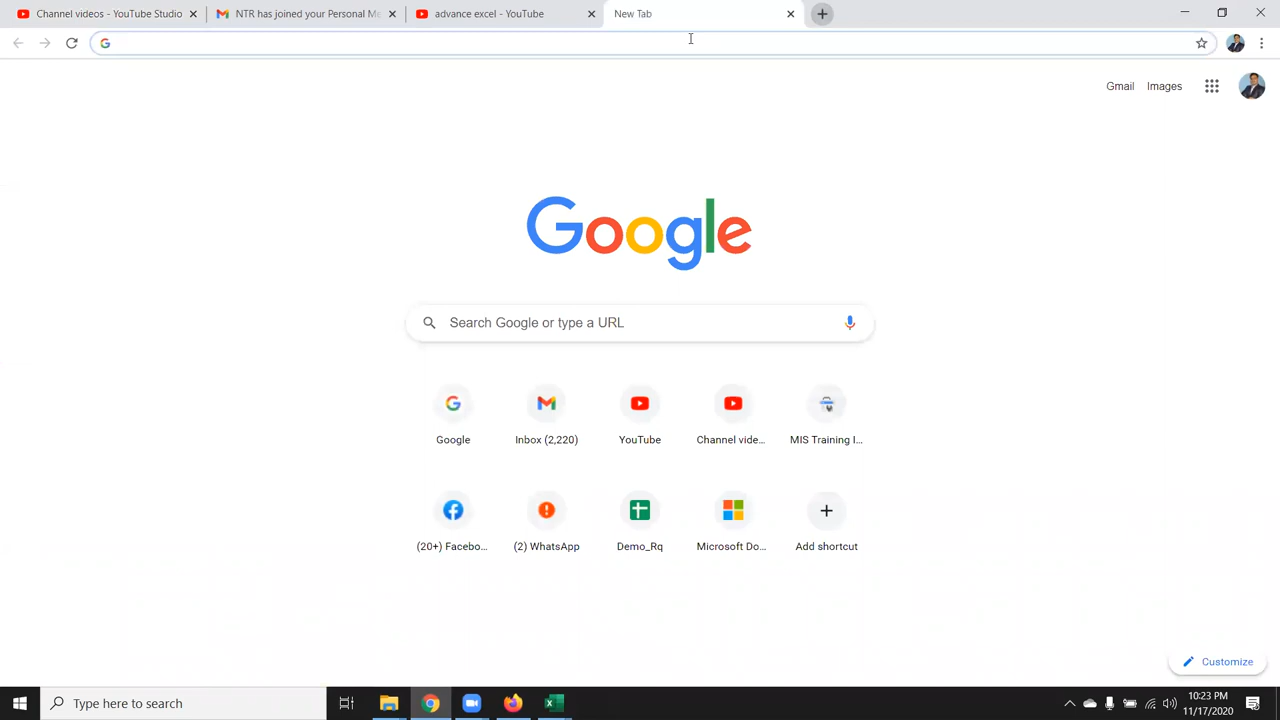 Channel videos - YouTube Studio
NTR has joined your Personal Me
advance excel - YouTube
New Tab
Gmail
Images
Google
Search Google or type a URL
Google
Inbox (2,220)
YouTube
Channel vide...
MIS Training I...
(20+) Facebo...
(2) WhatsApp
Demo_Rq
Microsoft Do...
Add shortcut
Customize
Type here to search
10:23 PM
11/17/2020